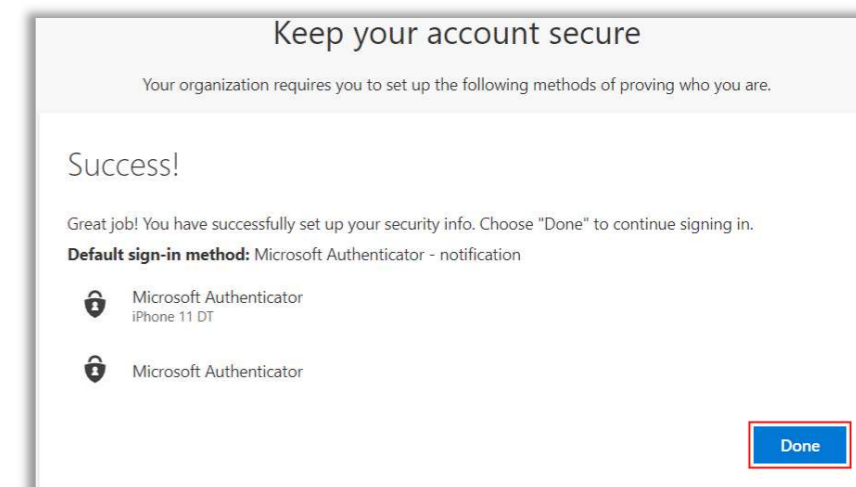 Keep your account secure
Your organization requires you to set up the following methods of proving who you are.
Success!
Great job! You have successfully set up your security info. Choose "Done" to continue signing in.
Default sign-in method: Microsoft Authenticator - notification
Microsoft Authenticator
iPhone 11 DT
Microsoft Authenticator
Done